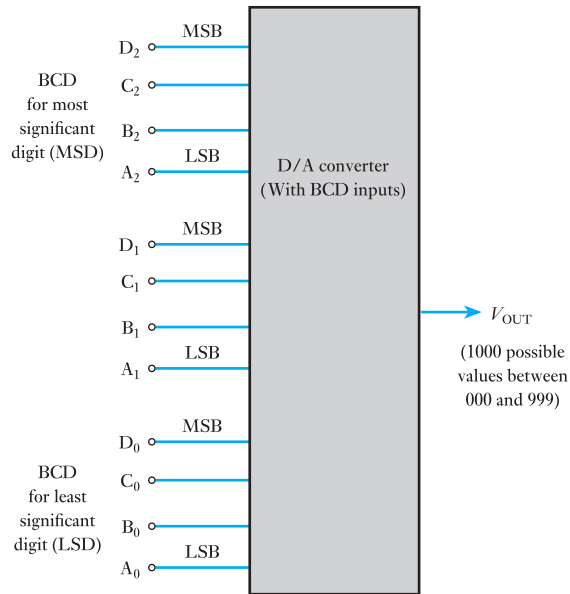 MSB
D₂
BCD
for most
significant
digit (MSD)
C₂
B₂
LSB
A₂
D/A converter
(With BCD inputs)
MSB
D₁
C₁
B₁
LSB
A₁
V_OUT
(1000 possible
values between
000 and 999)
MSB
D₀
BCD
for least
significant
digit (LSD)
C₀
B₀
LSB
A₀